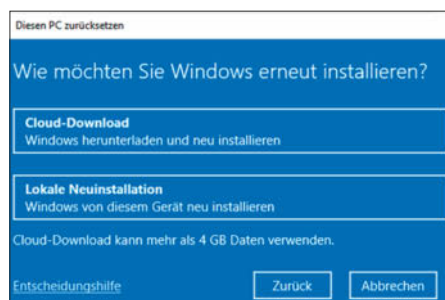 Diesen PC zurücksetzen
Wie möchten Sie Windows erneut installieren?
Cloud-Download
Windows herunterladen und neu installieren
Lokale Neuinstallation
Windows von diesem Gerät neu installieren
Cloud-Download kann mehr als 4 GB Daten verwenden.
Entscheidungshilfe
Zurück
Abbrechen